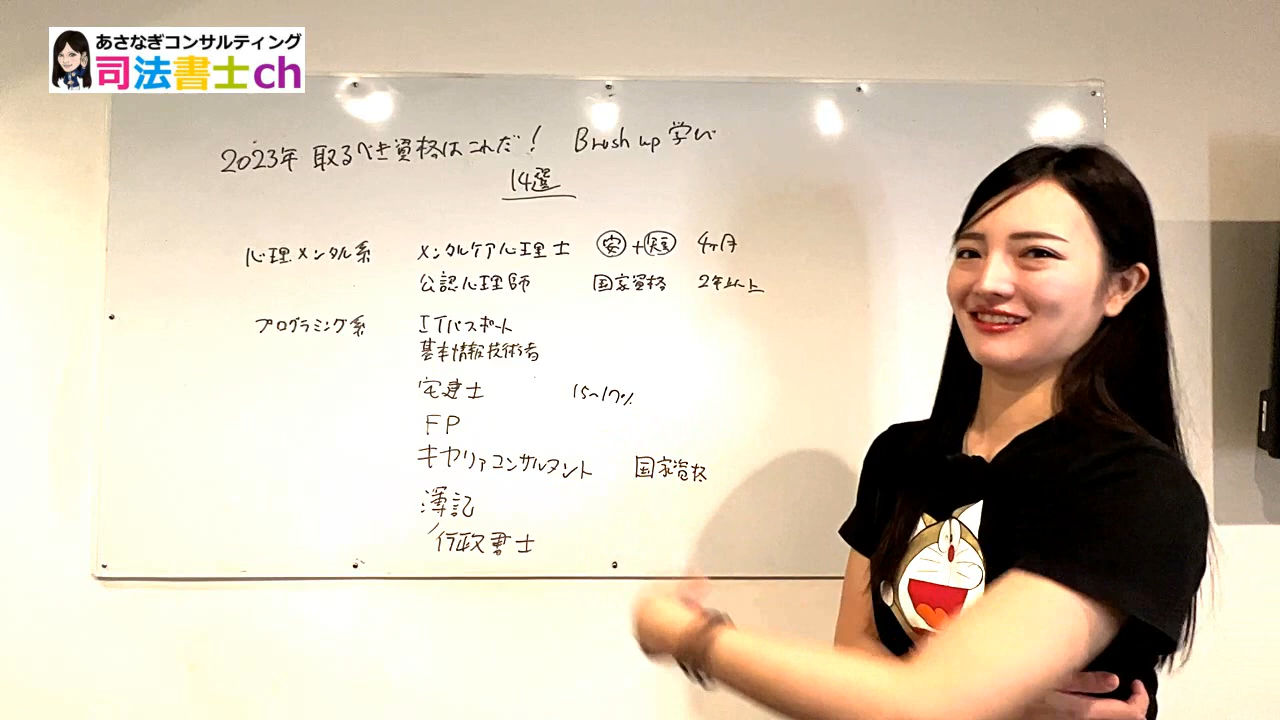 あさなぎコンサルティング
司法書士ch
2023年 取るべき資格はこれだ! Brush up 学び
14選
心理メンタル系 メンタルケア心理士 安+短 4ヶ月
公認心理師 国家資格 2年以上
プログラミング系 ITパスポート
基本情報技術者
宅建士 15~17%
FP
キャリアコンサルタント 国家資格
簿記
行政書士